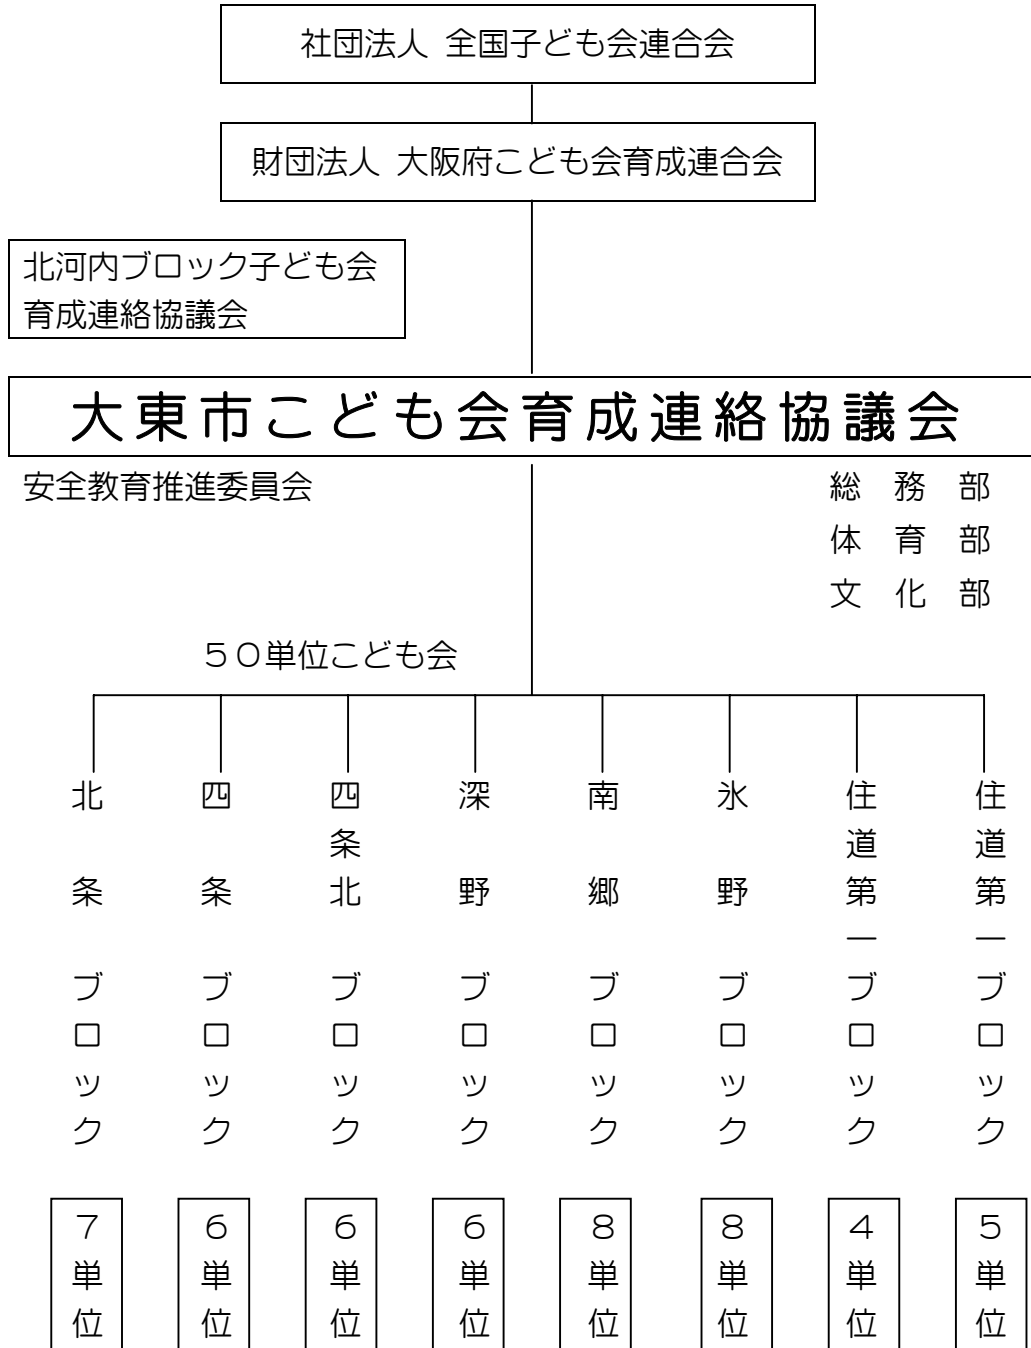 社団法人 全国子ども会連合会
財団法人 大阪府こども会育成連合会
北河内ブロック子ども会
育成連絡協議会
大東市こども会育成連絡協議会
安全教育推進委員会
総務部
体育部
文化部
５０単位こども会
北条ブロック
四条ブロック
四条北ブロック
深野ブロック
南郷ブロック
氷野ブロック
住道第一ブロック
住道第一ブロック
７単位
６単位
６単位
６単位
８単位
８単位
４単位
５単位